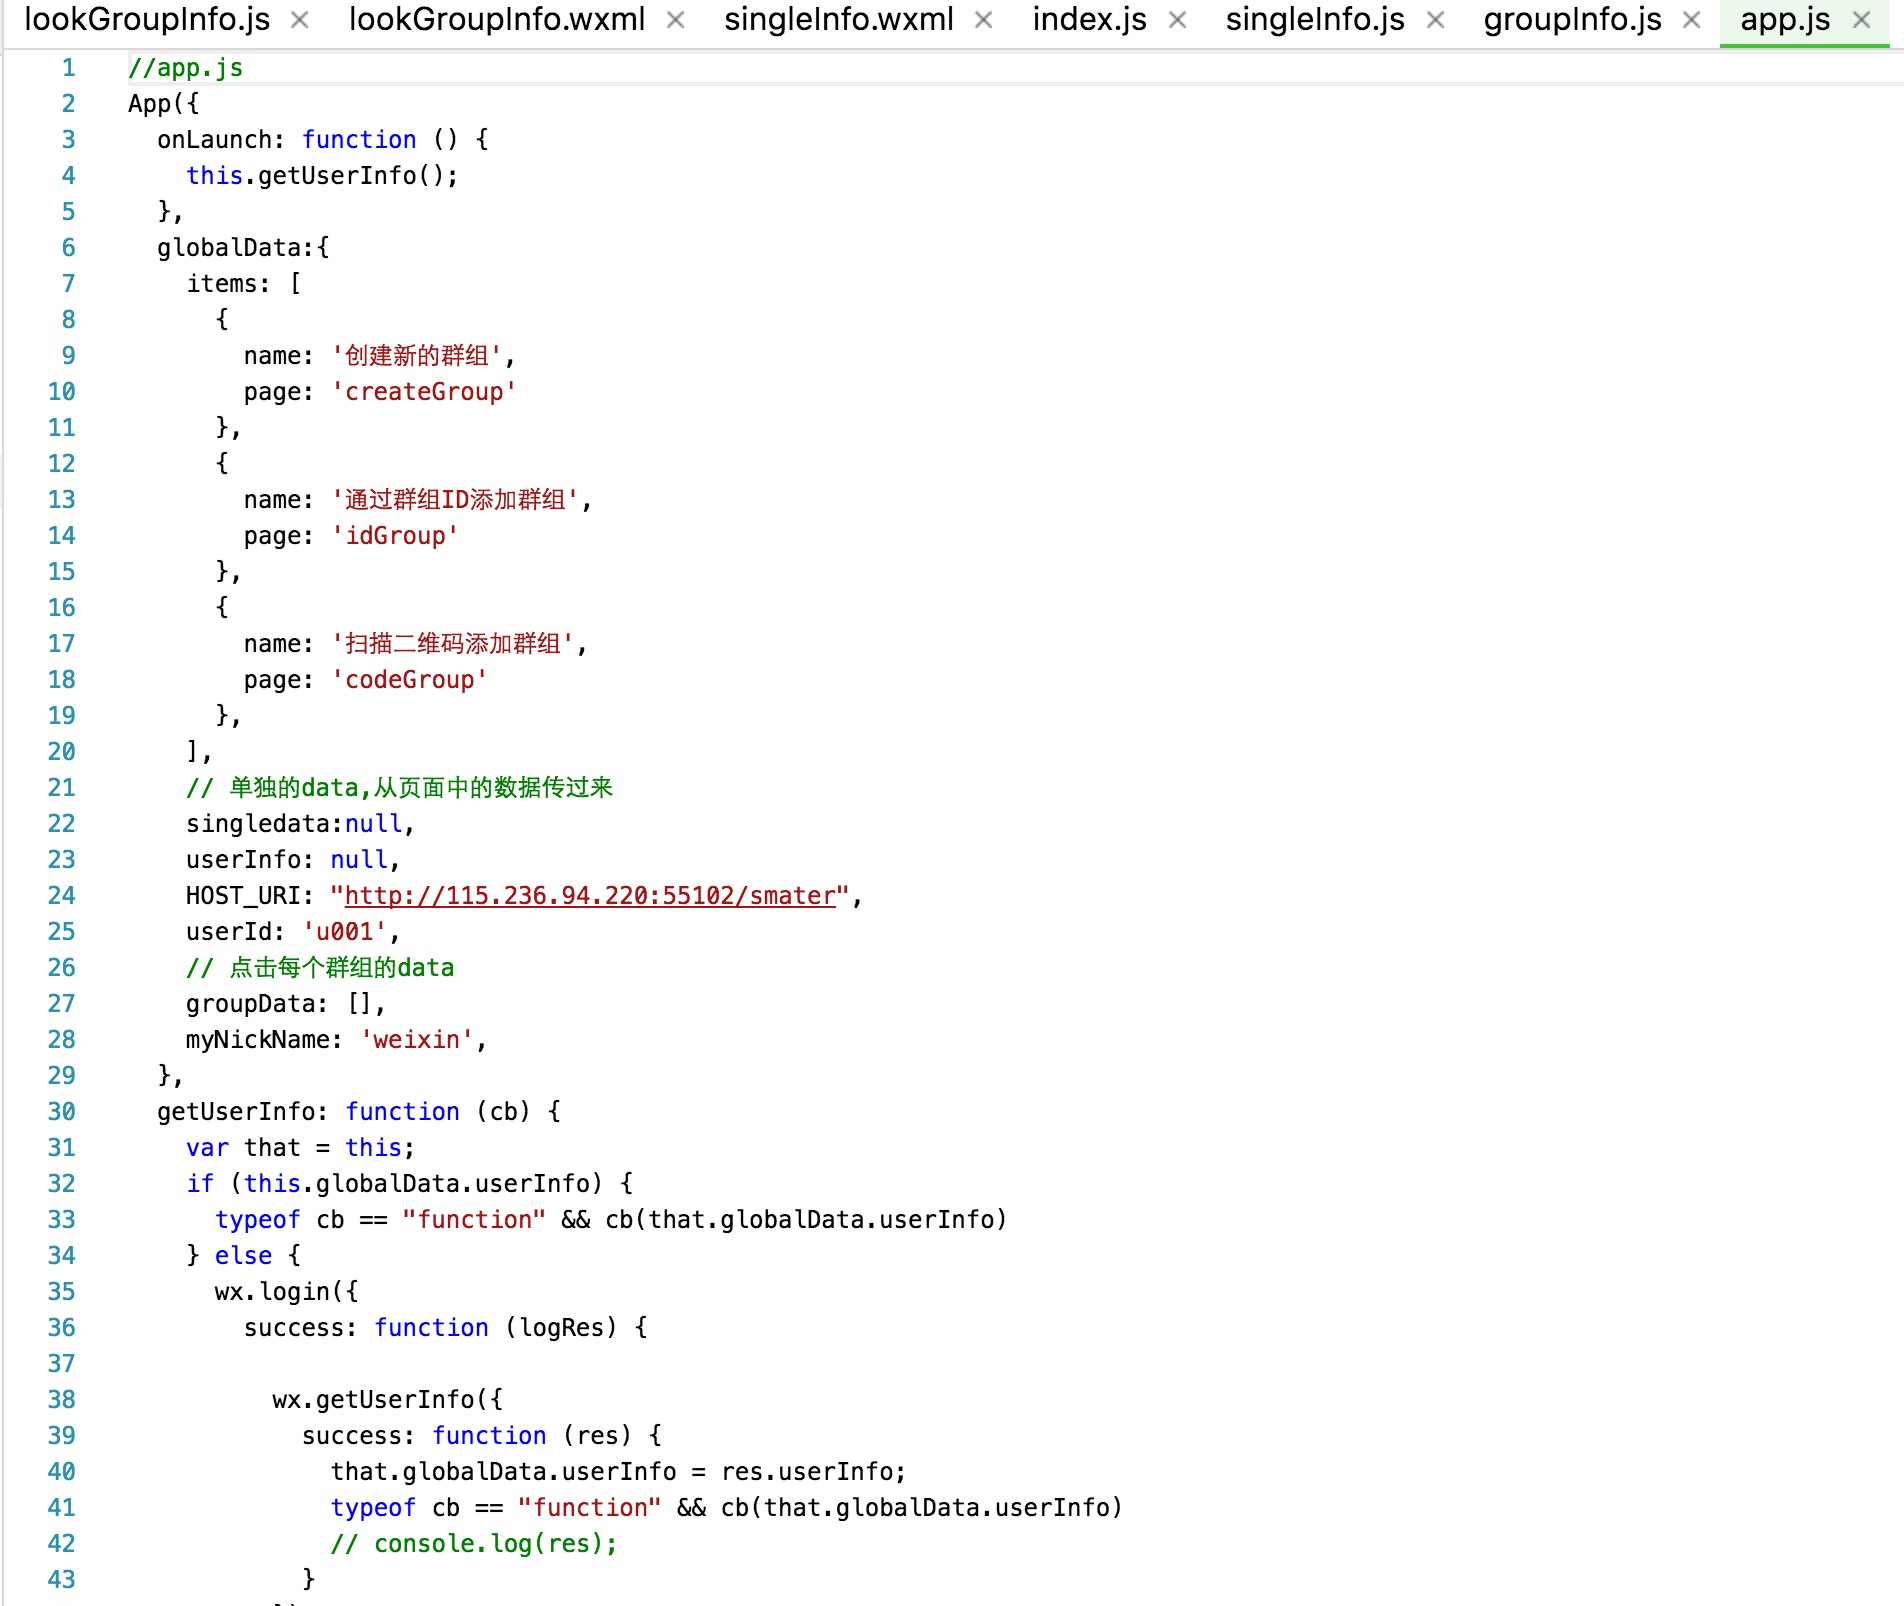 lookGroupInfo.js × lookGroupInfo.wxml × singleInfo.wxml × index.js × singleInfo.js × groupInfo.js × app.js ×
1 //app.js
2 App({
3 onLaunch: function () {
4 this.getUserInfo();
5 },
6 globalData:{
7 items: [
8 {
9 name: '创建新的群组',
10 page: 'createGroup'
11 },
12 {
13 name: '通过群组ID添加群组',
14 page: 'idGroup'
15 },
16 {
17 name: '扫描二维码添加群组',
18 page: 'codeGroup'
19 },
20 ],
21 // 单独的data,从页面中的数据传过来
22 singledata:null,
23 userInfo: null,
24 HOST_URI: "http://115.236.94.220:55102/smater",
25 userId: 'u001',
26 // 点击每个群组的data
27 groupData: [],
28 myNickName: 'weixin',
29 },
30 getUserInfo: function (cb) {
31 var that = this;
32 if (this.globalData.userInfo) {
33 typeof cb == "function" && cb(that.globalData.userInfo)
34 } else {
35 wx.login({
36 success: function (logRes) {
37
38 wx.getUserInfo({
39 success: function (res) {
40 that.globalData.userInfo = res.userInfo;
41 typeof cb == "function" && cb(that.globalData.userInfo)
42 // console.log(res);
43 }